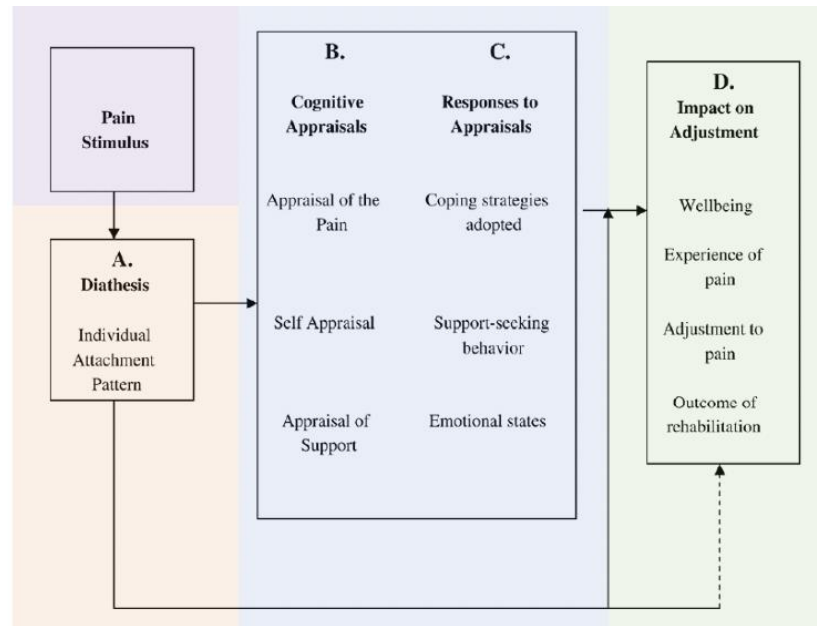 Pain
Stimulus
A.
Diathesis
Individual
Attachment
Pattern
B.
Cognitive
Appraisals
Appraisal of the
Pain
Self Appraisal
Appraisal of
Support
C.
Responses to
Appraisals
Coping strategies
adopted
Support-seeking
behavior
Emotional states
D.
Impact on
Adjustment
Wellbeing
Experience of
pain
Adjustment to
pain
Outcome of
rehabilitation